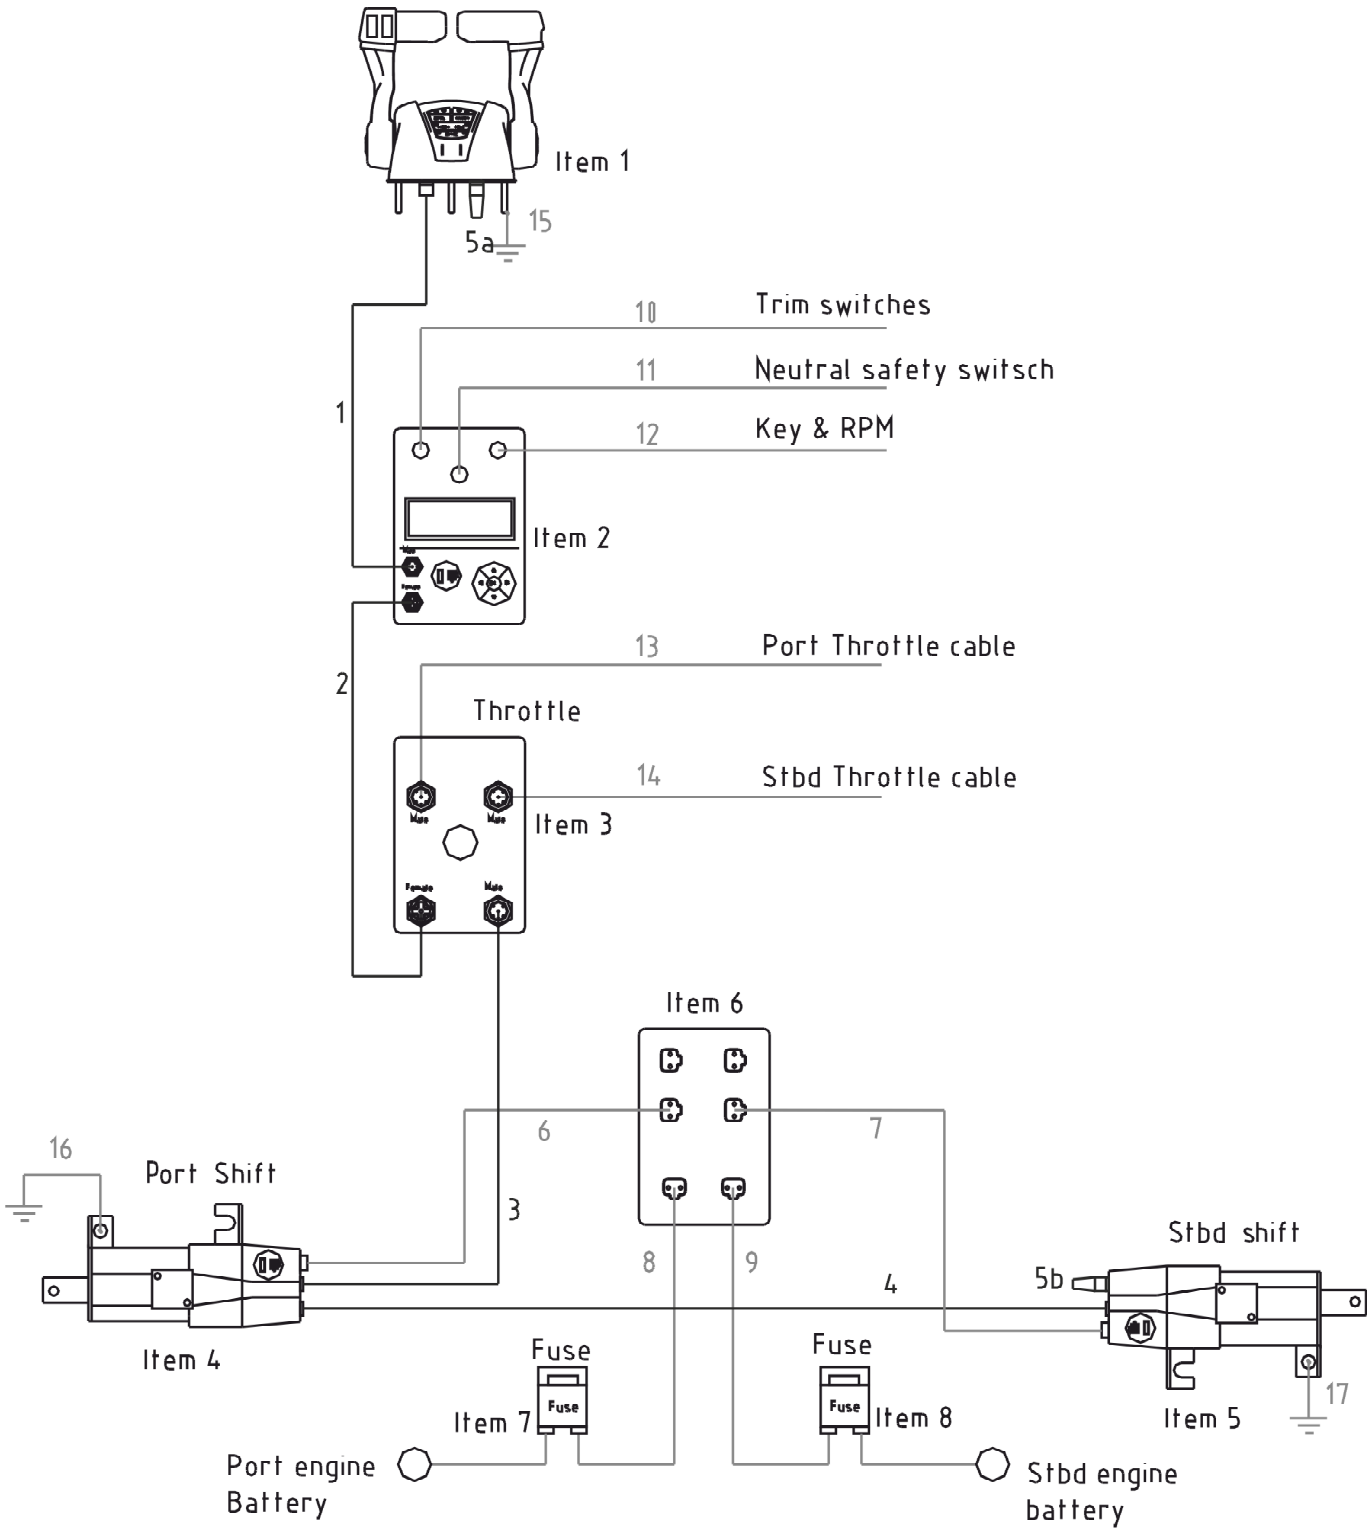 Item 1
15
5a
10
Trim switches
11
Neutral safety switsch
12
Key & RPM
1
Item 2
Male
Female
13
Port Throttle cable
2
Throttle
14
Stbd Throttle cable
Male
Male
Item 3
Female
Male
Item 6
6
7
16
Port Shift
3
Stbd shift
8
9
5b
4
Item 4
Fuse
Fuse
17
Fuse
Fuse
Item 7
Item 8
Item 5
Port engine
Battery
Stbd engine
battery